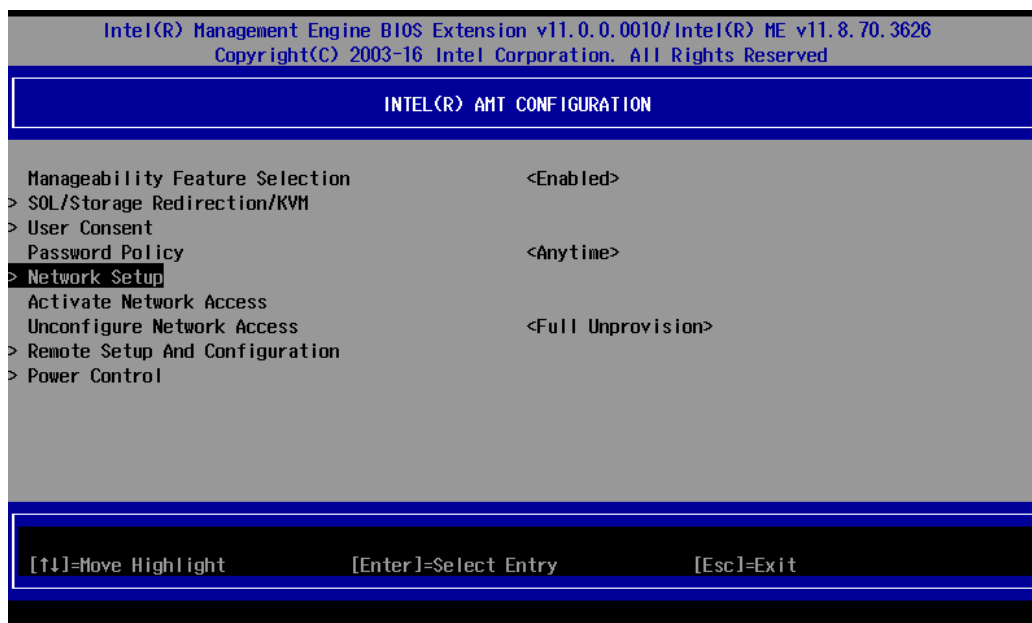 Intel(R) Management Engine BIOS Extension v11.0.0.0010/Intel(R) ME v11.8.70.3626
Copyright(C) 2003-16 Intel Corporation. All Rights Reserved
INTEL(R) AMT CONFIGURATION
Manageability Feature Selection <Enabled>
> SOL/Storage Redirection/KVM
> User Consent
Password Policy <Anytime>
> Network Setup
Activate Network Access
Unconfigure Network Access <Full Unprovision>
> Remote Setup And Configuration
> Power Control
[↑↓]=Move Highlight [Enter]=Select Entry [Esc]=Exit